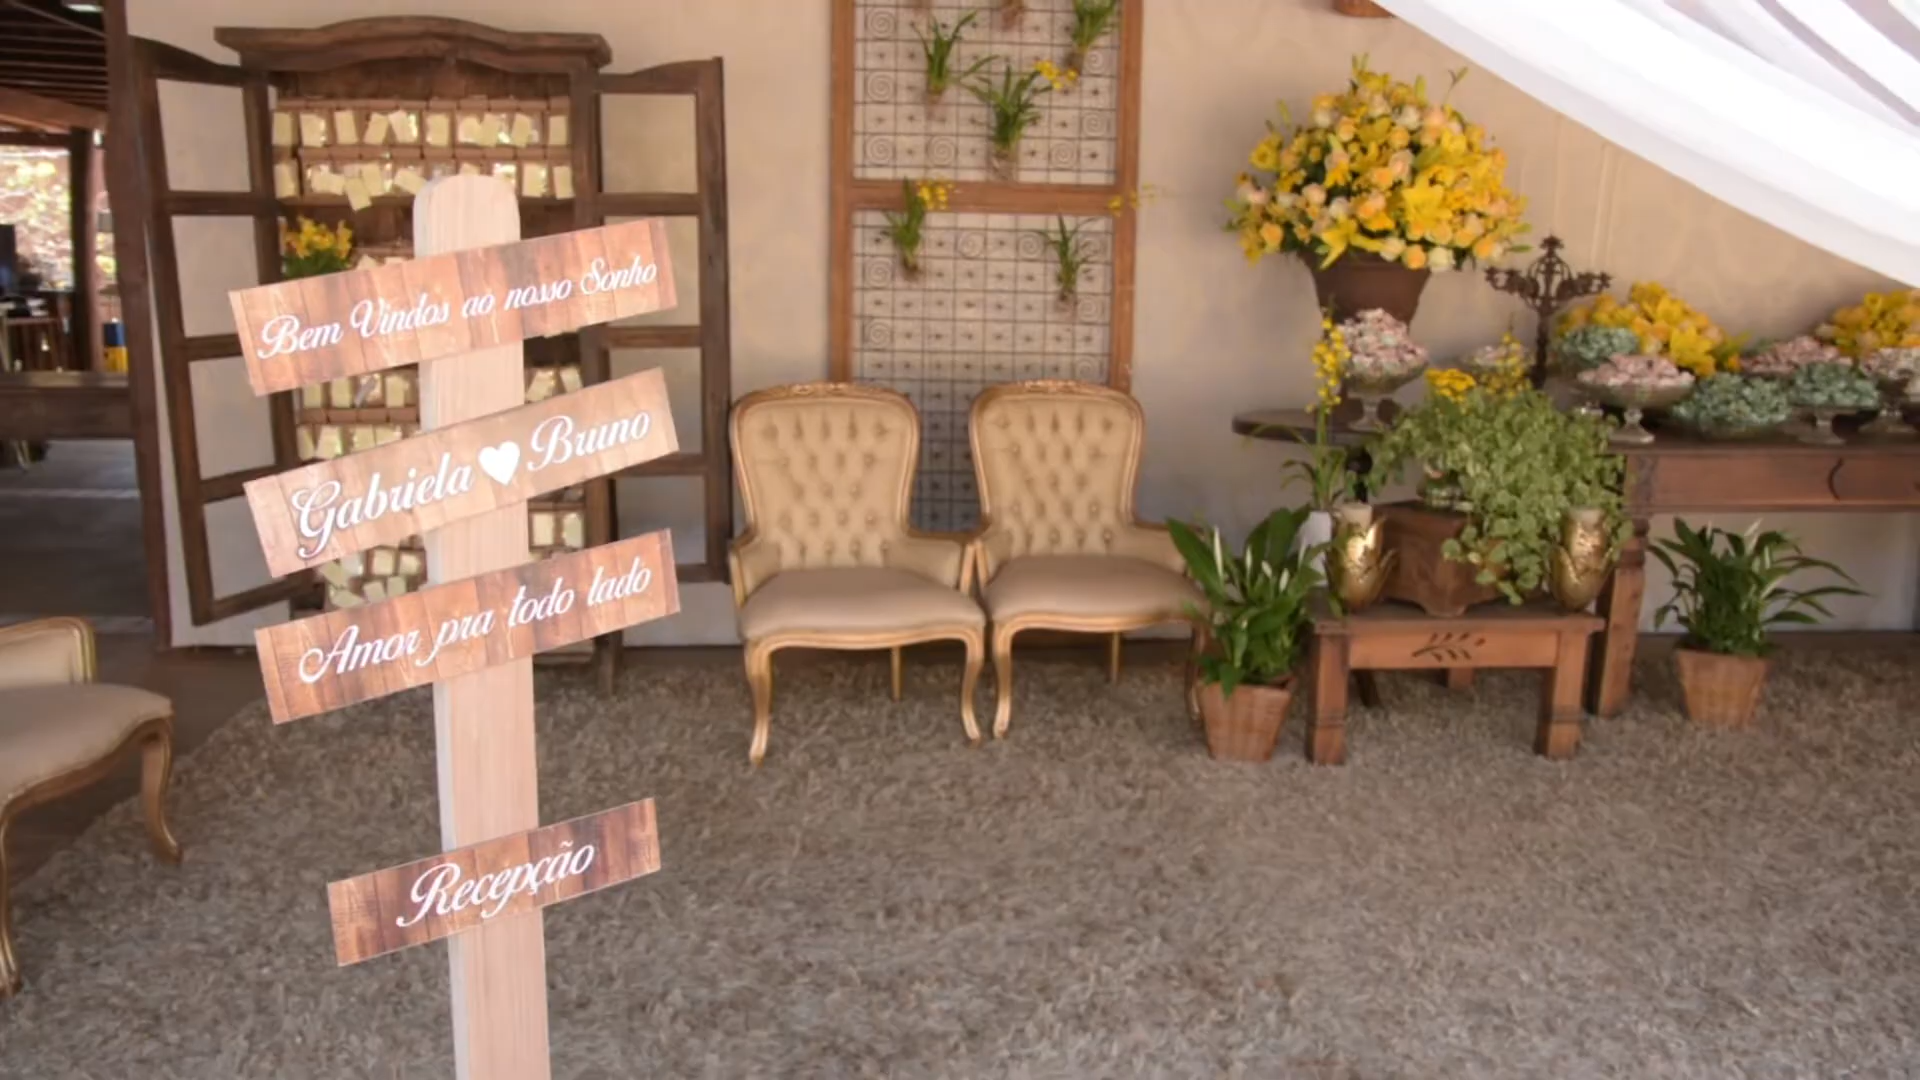 Bem Vindos ao nosso Sonho
Gabriela ♥ Bruno
Amor pra todo lado
Recepção